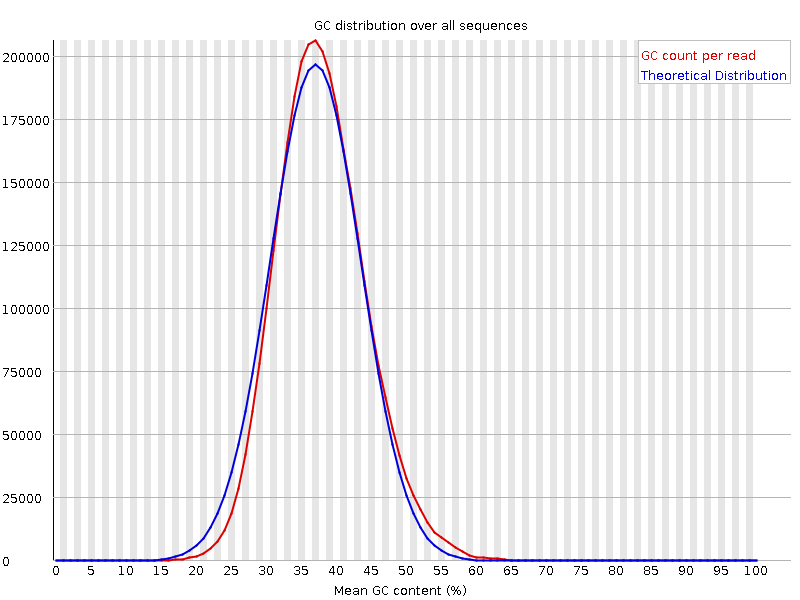 GC distribution over all sequences
GC count per read
Theoretical Distribution
200000
175000
150000
125000
100000
75000
50000
25000
0
0 5 10 15 20 25 30 35 40 45 50 55 60 65 70 75 80 85 90 95 100
Mean GC content (%)